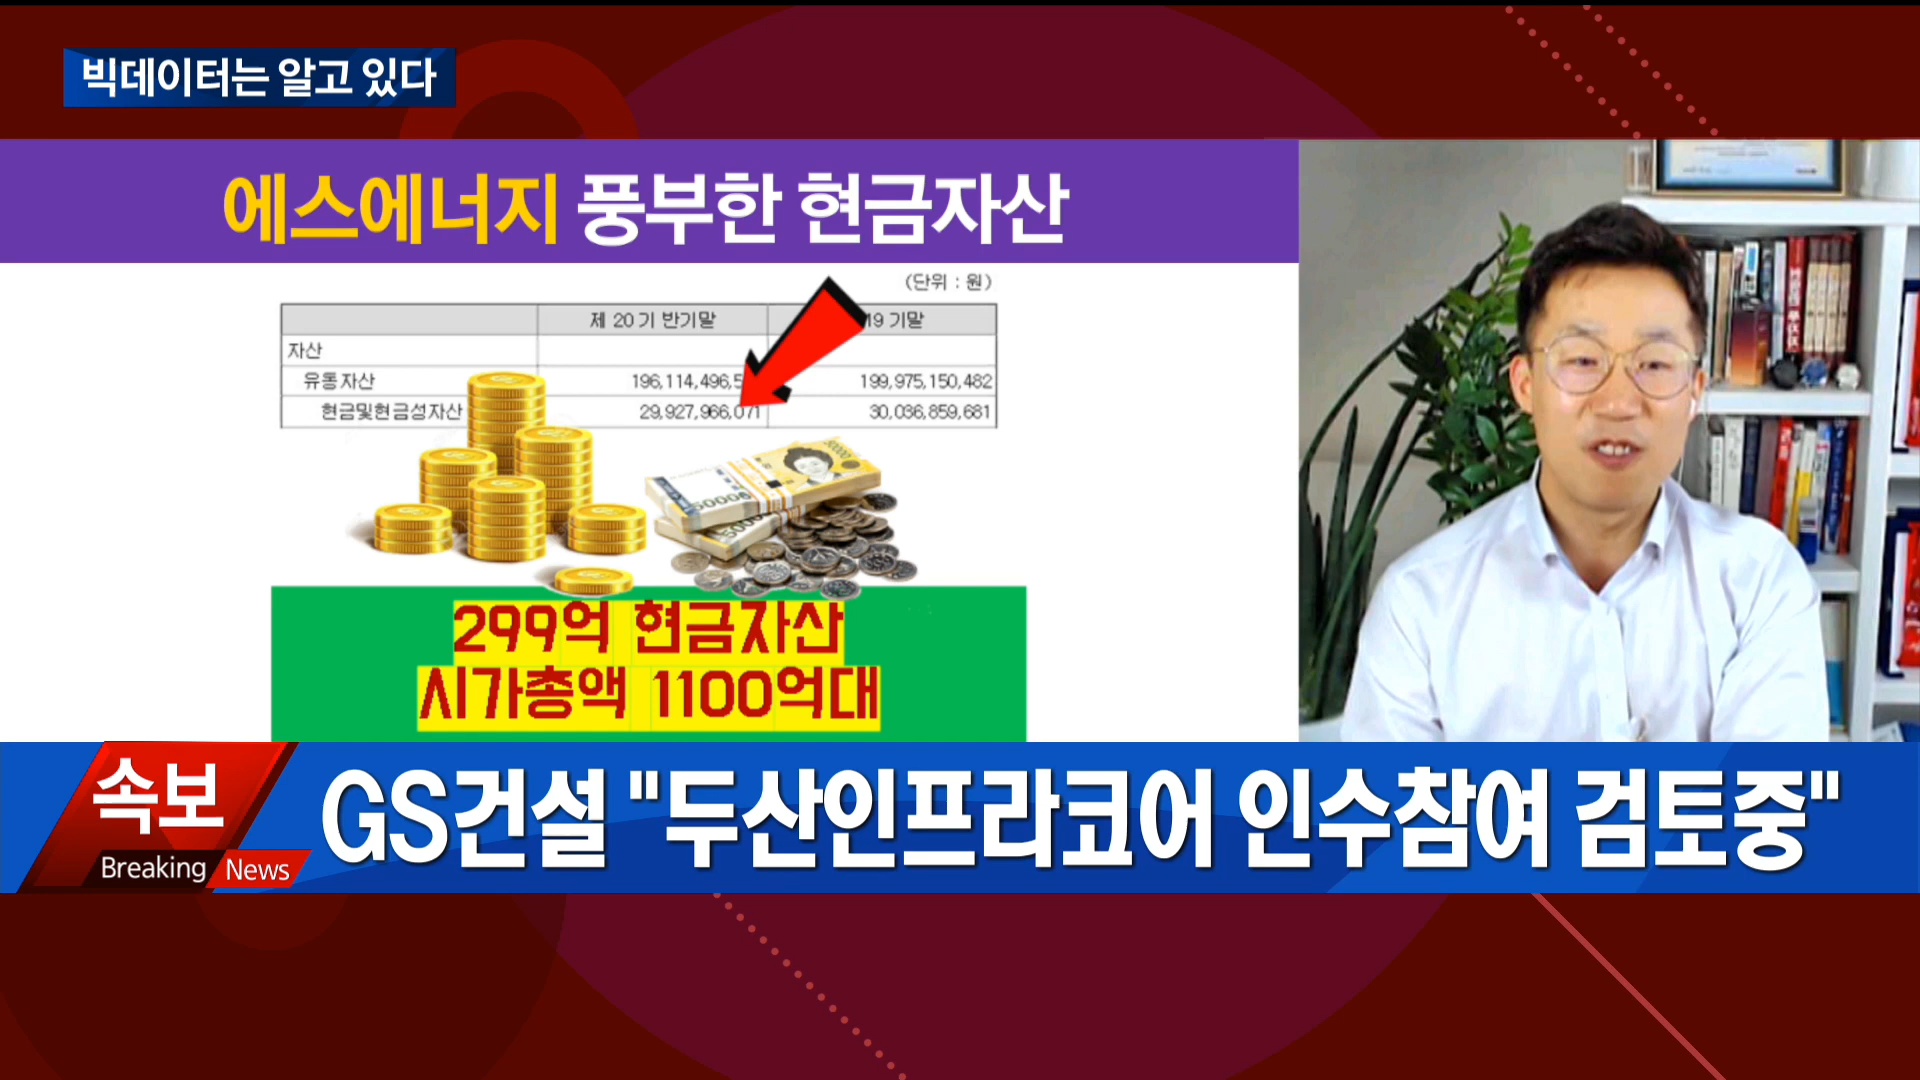 빅데이터는 알고 있다
에스에너지 풍부한 현금자산
(단위 : 원)
제 20 기 반기말 19 기말
자산
유동자산 196,114,496,5 199,975,150,482
현금및현금성자산 29,927,966,071 30,036,859,681
50000
50000
299억 현금자산
시가총액 1100억대
속보
Breaking News
GS건설 "두산인프라코어 인수참여 검토중"